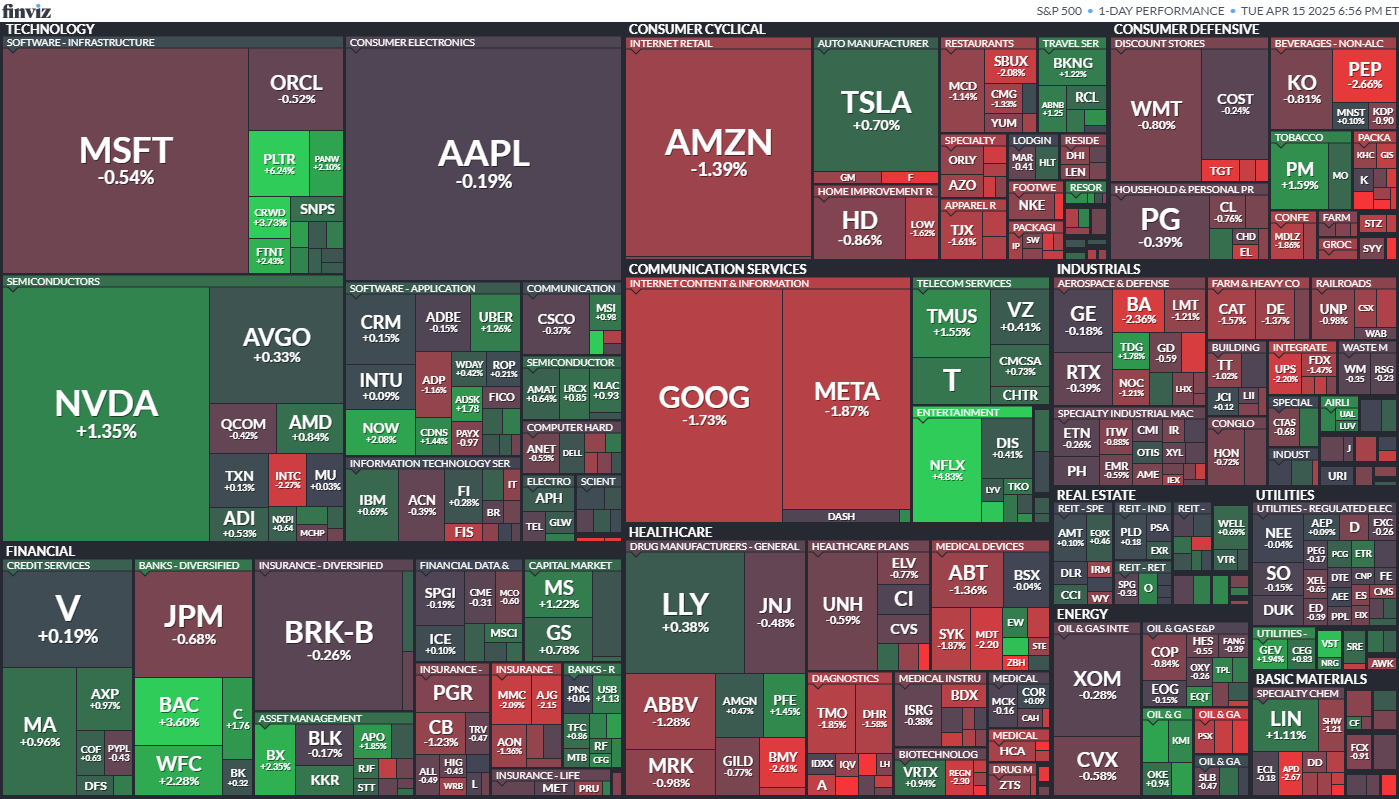 finviz
S&P 500 • 1-DAY PERFORMANCE • TUE APR 15 2025 6:56 PM ET
TECHNOLOGY
SOFTWARE - INFRASTRUCTURE
MSFT
-0.54%
ORCL
-0.52%
PLTR
+6.24%
PANW
+2.10%
CRWD
+3.73%
SNPS
FTNT
+2.43%
CONSUMER ELECTRONICS
AAPL
-0.19%
SEMICONDUCTORS
NVDA
+1.35%
AVGO
+0.33%
QCOM
-0.42%
AMD
+0.84%
TXN
+0.13%
INTC
-2.27%
MU
+0.03%
ADI
+0.53%
NXPI
+0.64
MCHP
SOFTWARE - APPLICATION
CRM
+0.15%
ADBE
-0.15%
UBER
+1.26%
INTU
+0.09%
ADP
-1.16%
WDAY
+0.42%
ROP
+0.21%
ADSK
+1.78
FICO
NOW
+2.08%
CDNS
+1.44%
PAYX
-0.97
COMMUNICATION
CSCO
-0.37%
MSI
+0.98
SEMICONDUCTOR
AMAT
+0.64%
LRCX
+0.85
KLAC
+0.93
COMPUTER HARD
ANET
-0.53%
DELL
INFORMATION TECHNOLOGY SER
IBM
+0.69%
ACN
-0.39%
FI
+0.28%
IT
BR
FIS
ELECTRO
APH
TEL
GLW
SCIENT
CONSUMER CYCLICAL
INTERNET RETAIL
AMZN
-1.39%
AUTO MANUFACTURER
TSLA
+0.70%
GM
F
HOME IMPROVEMENT R
HD
-0.86%
LOW
-1.62%
RESTAURANTS
MCD
-1.14%
SBUX
-2.08%
CMG
-1.33%
YUM
TRAVEL SER
BKNG
+1.22%
ABNB
+1.25
RCL
SPECIALTY
ORLY
AZO
LODGIN
MAR
-0.41
HLT
RESIDE
DHI
LEN
APPAREL R
TJX
-1.61%
FOOTWE
NKE
RESOR
PACKAGI
IP
SW
CONSUMER DEFENSIVE
DISCOUNT STORES
WMT
-0.80%
COST
-0.24%
TGT
BEVERAGES - NON-ALC
KO
-0.81%
PEP
-2.66%
MNST
+0.10%
KDP
-0.90
TOBACCO
PM
+1.59%
MO
PACKA
KHC
GIS
K
HOUSEHOLD & PERSONAL PR
PG
-0.39%
CL
-0.76%
CHD
EL
CONFE
MDLZ
-1.86%
FARM
GROC
STZ
SYY
COMMUNICATION SERVICES
INTERNET CONTENT & INFORMATION
GOOG
-1.73%
META
-1.87%
DASH
TELECOM SERVICES
TMUS
+1.55%
VZ
+0.41%
T
CMCSA
+0.73%
CHTR
ENTERTAINMENT
NFLX
+4.83%
DIS
+0.41%
LYV
TKO
INDUSTRIALS
AEROSPACE & DEFENSE
GE
-0.18%
BA
-2.36%
LMT
-1.21%
RTX
-0.39%
TDG
+1.78%
GD
-0.59
NOC
-1.21%
LHX
FARM & HEAVY CO
CAT
-1.57%
DE
-1.37%
RAILROADS
UNP
-0.98%
CSX
WAB
BUILDING
TT
-1.02%
JCI
+0.12
LII
INTEGRATE
UPS
-2.20%
FDX
-1.47%
WASTE M
WM
-0.35
RSG
-0.23
SPECIALTY INDUSTRIAL MAC
ETN
-0.26%
ITW
-0.88%
CMI
IR
OTIS
XYL
PH
EMR
-0.59%
AME
IEX
CONGLO
HON
-0.72%
SPECIAL
CTAS
-0.68
AIRLI
UAL
LUV
INDUST
J
URI
FINANCIAL
CREDIT SERVICES
V
+0.19%
MA
+0.96%
AXP
+0.97%
COF
+0.63
PYPL
-0.43
DFS
BANKS - DIVERSIFIED
JPM
-0.68%
BAC
+3.60%
C
+1.76
WFC
+2.28%
BK
+0.32
INSURANCE - DIVERSIFIED
BRK-B
-0.26%
ASSET MANAGEMENT
BX
+2.35%
BLK
-0.17%
APO
+1.85%
KKR
RJF
STT
FINANCIAL DATA &
SPGI
-0.19%
CME
-0.31
MCO
-0.60
ICE
+0.10%
MSCI
CAPITAL MARKET
MS
+1.22%
GS
+0.78%
INSURANCE -
PGR
CB
-1.23%
TRV
-0.47
ALL
-0.49
HIG
-0.43
WRB
L
INSURANCE
MMC
-2.09%
AJG
-2.15
AON
-1.36%
BANKS - R
PNC
+0.04
USB
+1.13
TFC
+0.86
RF
MTB
CFG
INSURANCE - LIFE
MET
PRU
HEALTHCARE
DRUG MANUFACTURERS - GENERAL
LLY
+0.38%
JNJ
-0.48%
ABBV
-1.28%
AMGN
+0.47%
PFE
+1.45%
MRK
-0.98%
GILD
-0.77%
BMY
-2.61%
HEALTHCARE PLANS
UNH
-0.59%
ELV
-0.77%
CI
CVS
MEDICAL DEVICES
ABT
-1.36%
BSX
-0.04%
SYK
-1.87%
MDT
-2.20
EW
STE
ZBH
DIAGNOSTICS
TMO
-1.85%
DHR
-1.58%
IDXX
IQV
LH
A
MEDICAL INSTRU
ISRG
-0.38%
BDX
MEDICAL
MCK
-0.16
COR
+0.09
CAH
BIOTECHNOLOG
VRTX
+0.94%
REGN
-2.30
MEDICAL
HCA
DRUG M
ZTS
REAL ESTATE
REIT - SPE
AMT
+0.10%
EQIX
+0.46
DLR
IRM
CCI
WY
REIT - IND
PLD
+0.18
PSA
EXR
REIT - RET
SPG
-0.33
O
REIT -
WELL
+0.69%
VTR
UTILITIES
UTILITIES - REGULATED ELEC
NEE
-0.04%
AEP
+0.09%
D
EXC
-0.26
SO
-0.15%
PEG
-0.17
PCG
ETR
XEL
-0.65
DTE
CNP
FE
DUK
ED
-0.39
AEE
ES
CMS
PPL
EIX
UTILITIES -
GEV
+1.94%
CEG
+0.83
VST
NRG
SRE
AWK
ENERGY
OIL & GAS INTE
XOM
-0.28%
CVX
-0.58%
OIL & GAS E&P
COP
-0.84%
HES
-0.55
FANG
-0.39
EOG
-0.15%
OXY
-0.26
TPL
EQT
OIL & G
KMI
OKE
+0.94
OIL & GA
PSX
OIL & GA
SLB
-0.47
BASIC MATERIALS
SPECIALTY CHEM
LIN
+1.11%
SHW
-1.21
ECL
-0.18
APD
-2.67
DD
CF
FCX
-0.91